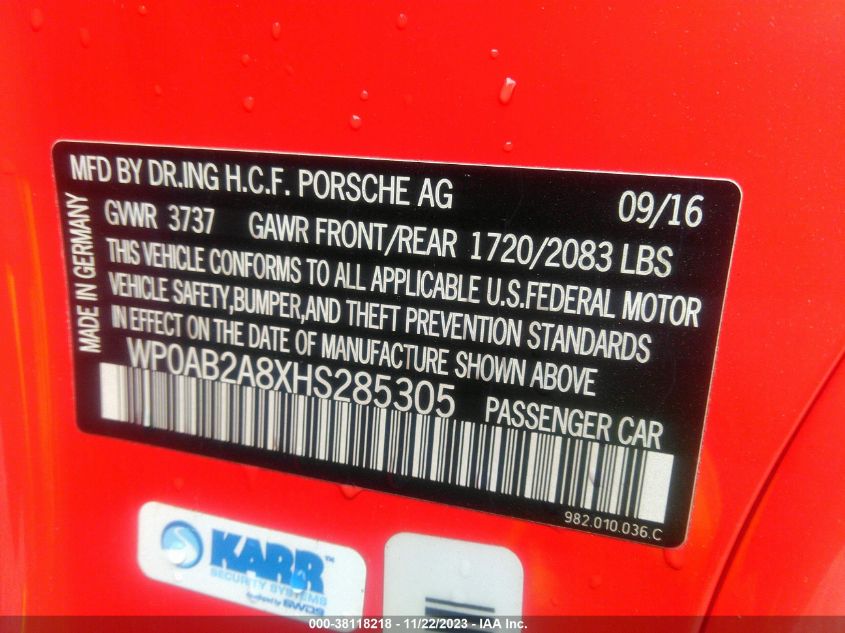 MFD BY DR.ING H.C.F. PORSCHE AG 09/16
GVWR 3737 GAWR FRONT/REAR 1720/2083 LBS
THIS VEHICLE CONFORMS TO ALL APPLICABLE U.S.FEDERAL MOTOR
VEHICLE SAFETY,BUMPER,AND THEFT PREVENTION STANDARDS
IN EFFECT ON THE DATE OF MANUFACTURE SHOWN ABOVE
WP0AB2A8XHS285305 PASSENGER CAR
MADE IN GERMANY
982.010.036.C
KARR™
SECURITY SYSTEMS
000-38118218 - 11/22/2023 - IAA Inc.